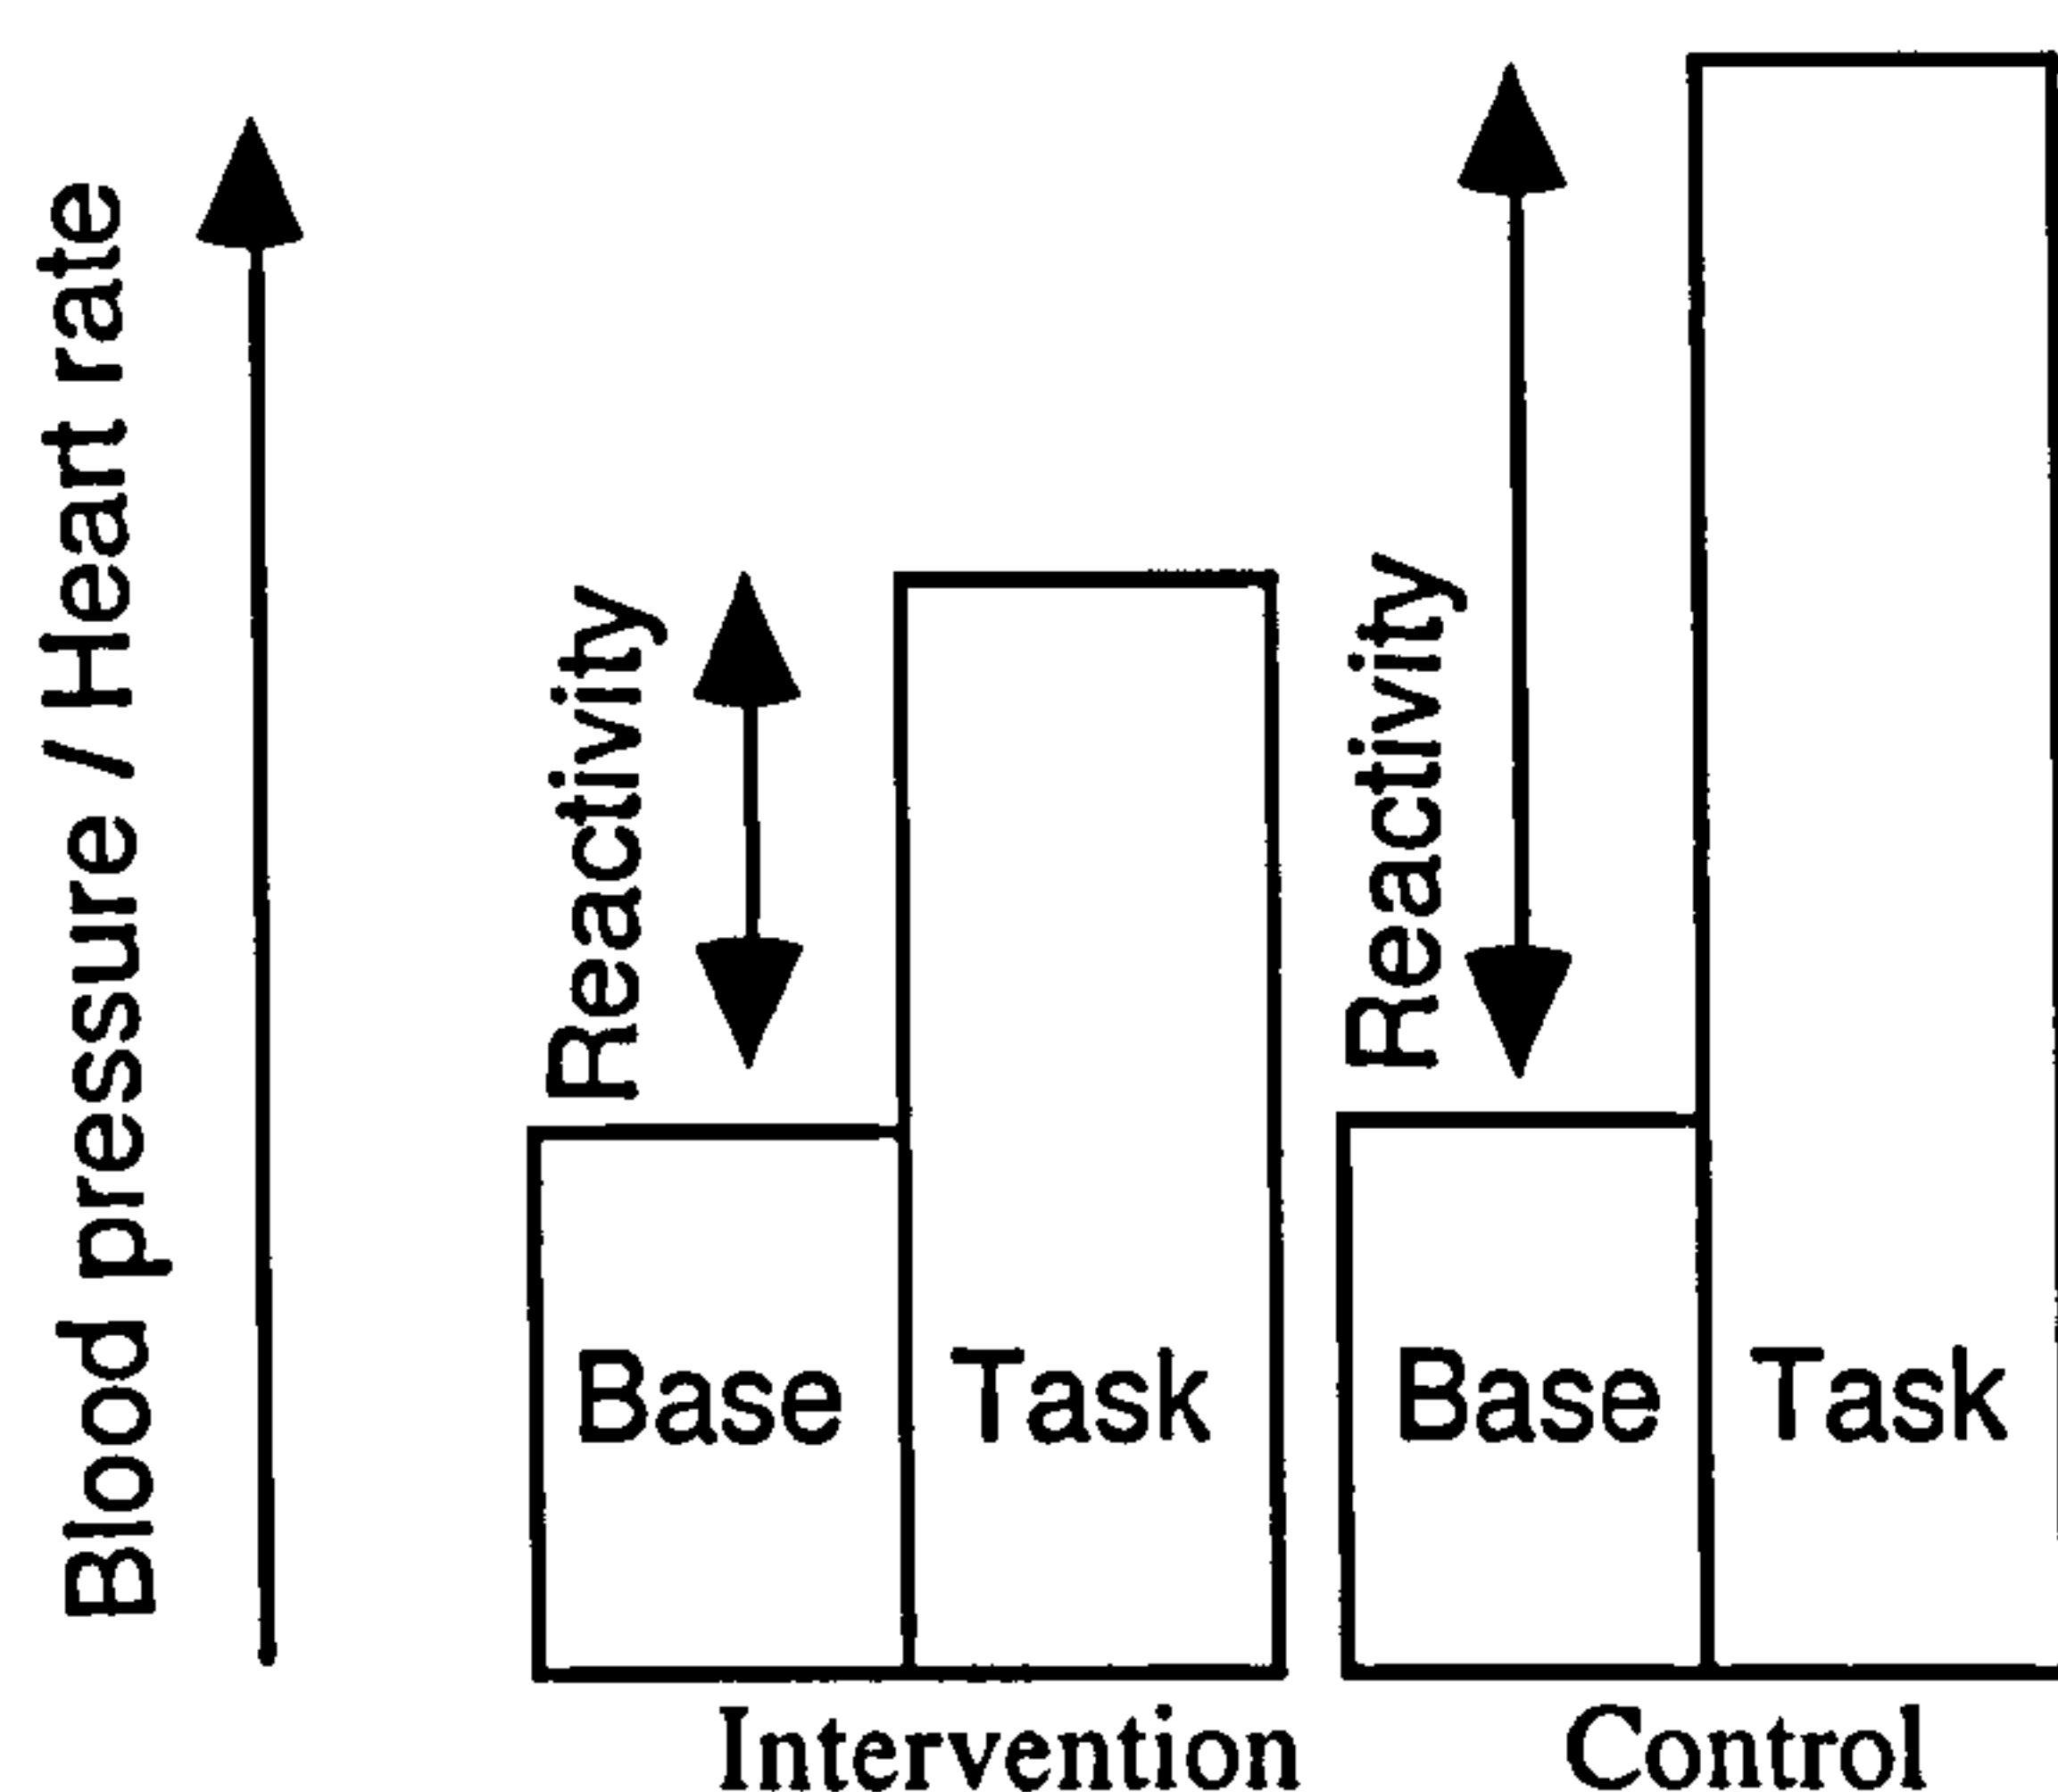 Blood pressure / Heart rate
Reactivity
Reactivity
Base Task
Base Task
Intervention
Control